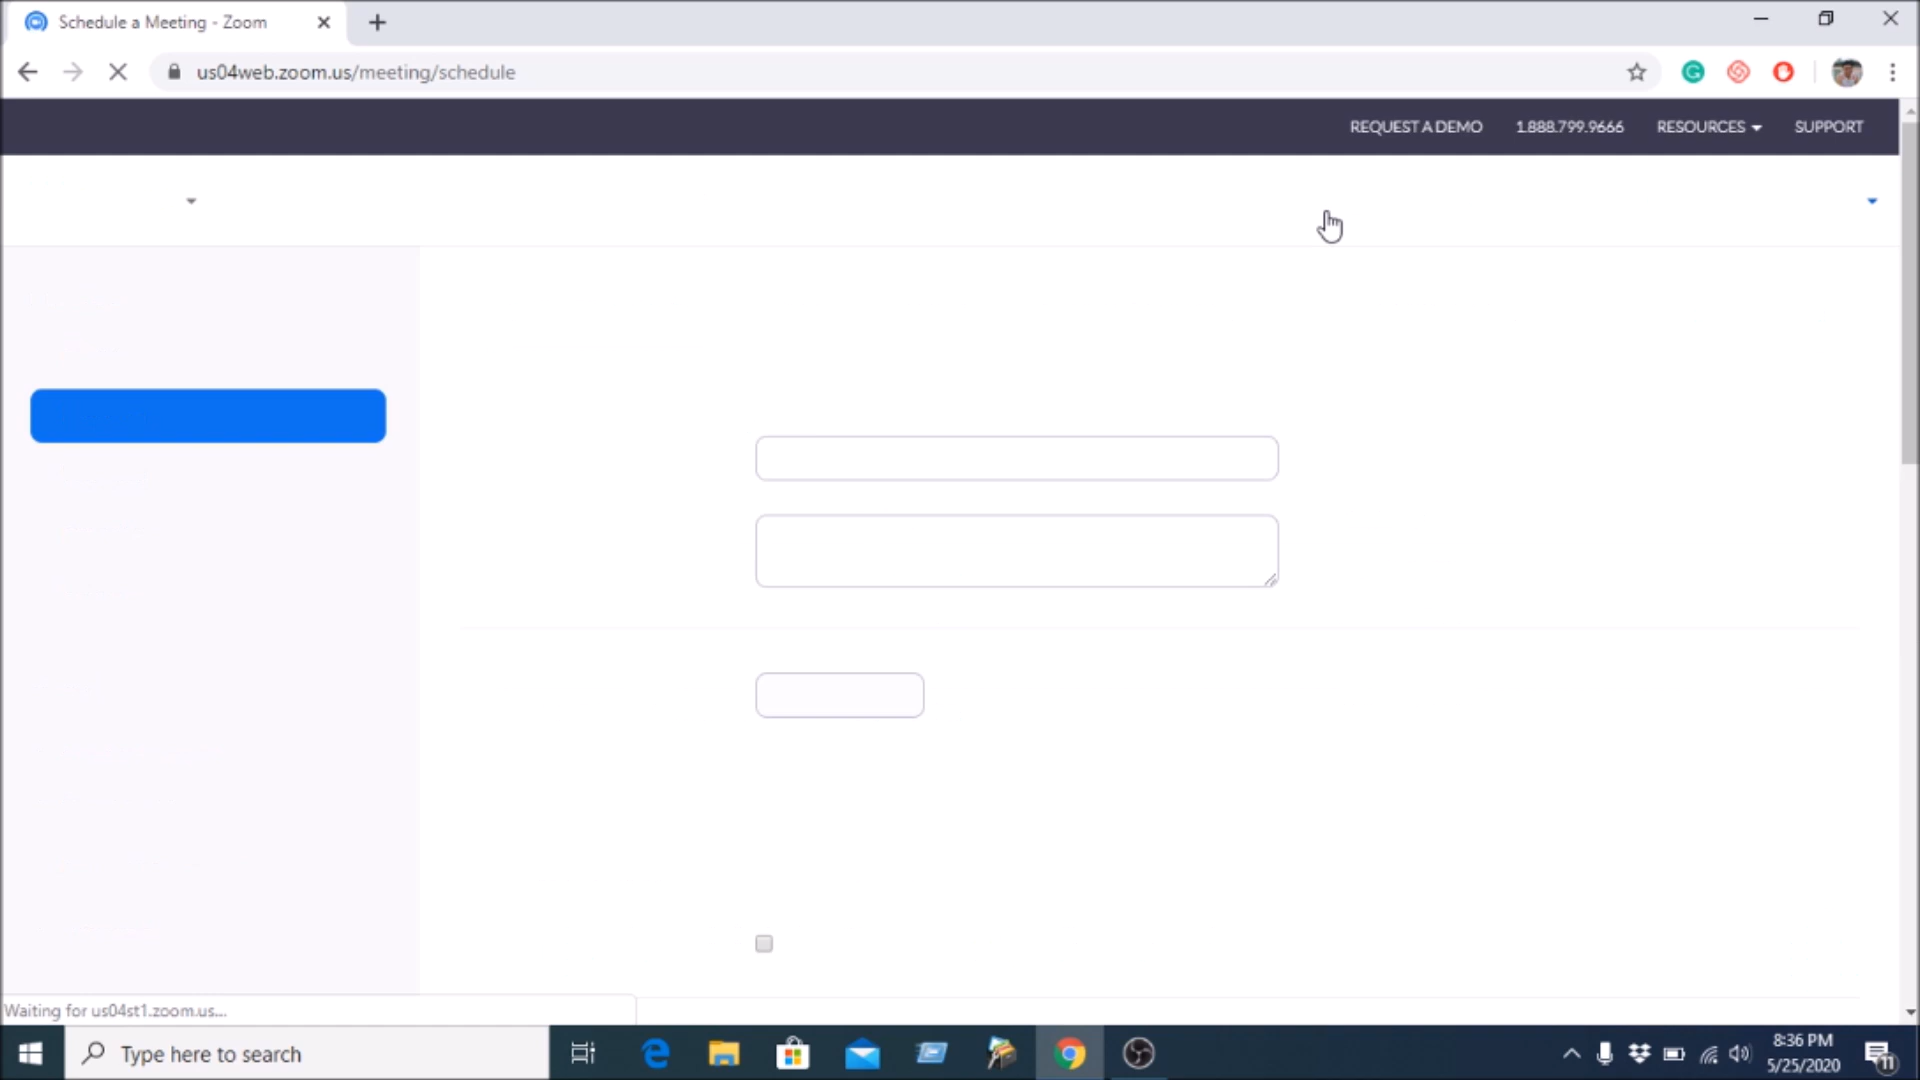 Schedule a Meeting - Zoom
us04web.zoom.us/meeting/schedule
REQUEST A DEMO 1.888.799.9666 RESOURCES SUPPORT
Waiting for us04st1.zoom.us...
Type here to search
8:36 PM
5/25/2020
11